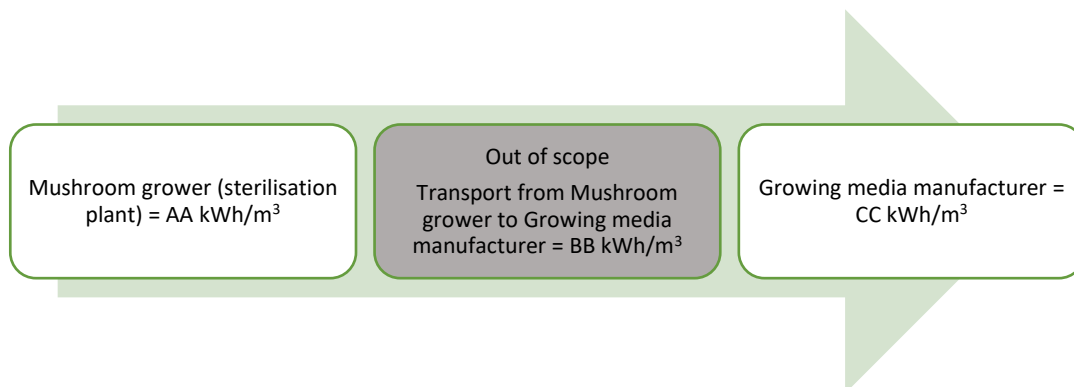 Mushroom grower (sterilisation
plant) = AA kWh/m³
Out of scope
Transport from Mushroom
grower to Growing media
manufacturer = BB kWh/m³
Growing media manufacturer =
CC kWh/m³